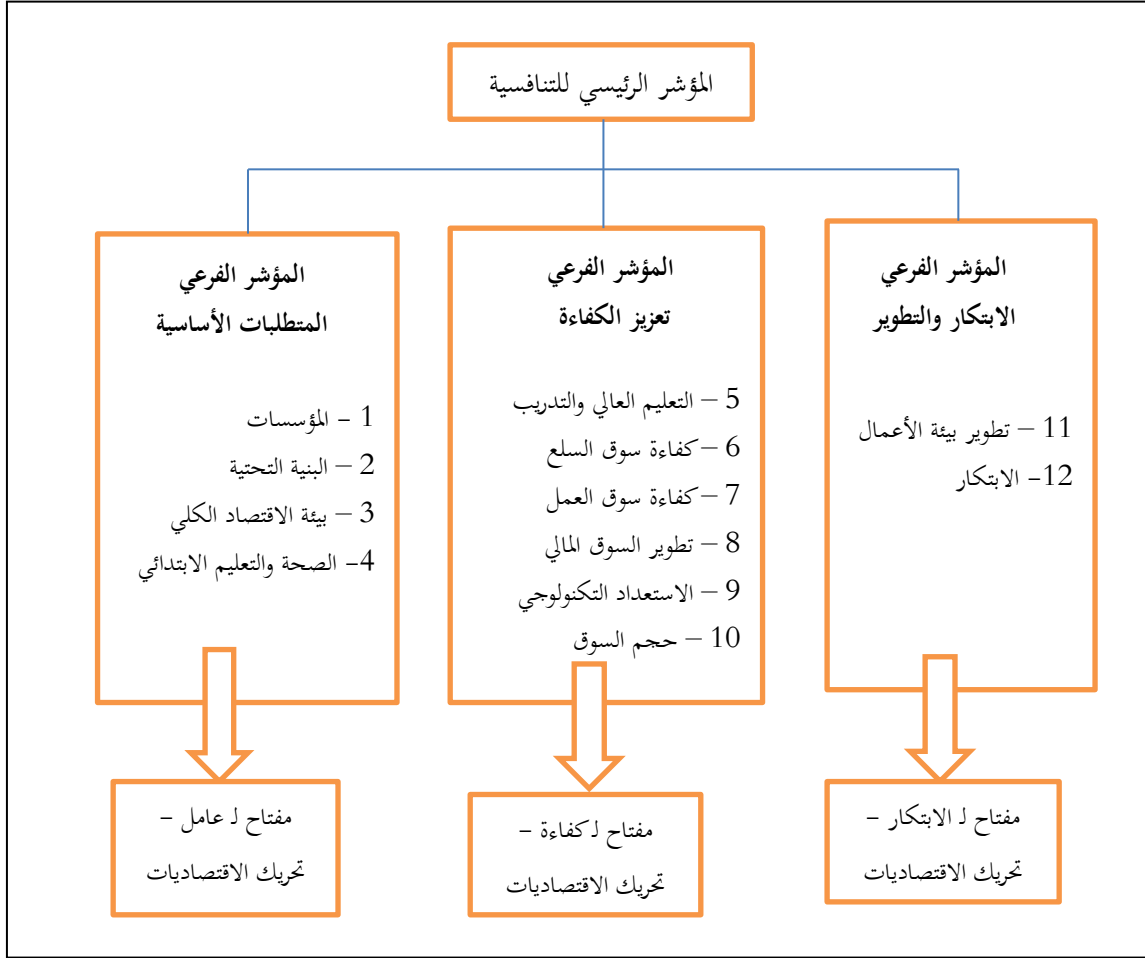 المؤشر الرئيسي للتنافسية
المؤشر الفرعي
المتطلبات الأساسية
1 - المؤسسات
2 – البنية التحتية
3 – بيئة الاقتصاد الكلي
4- الصحة والتعليم الابتدائي
مفتاح لـ عامل –
تحريك الاقتصاديات
المؤشر الفرعي
تعزيز الكفاءة
5 – التعليم العالي والتدريب
6 – كفاءة سوق السلع
7 – كفاءة سوق العمل
8 – تطوير السوق المالي
9 – الاستعداد التكنولوجي
10 – حجم السوق
مفتاح لـ كفاءة –
تحريك الاقتصاديات
المؤشر الفرعي
الابتكار والتطوير
11 – تطوير بيئة الأعمال
12- الابتكار
مفتاح لـ الابتكار –
تحريك الاقتصاديات